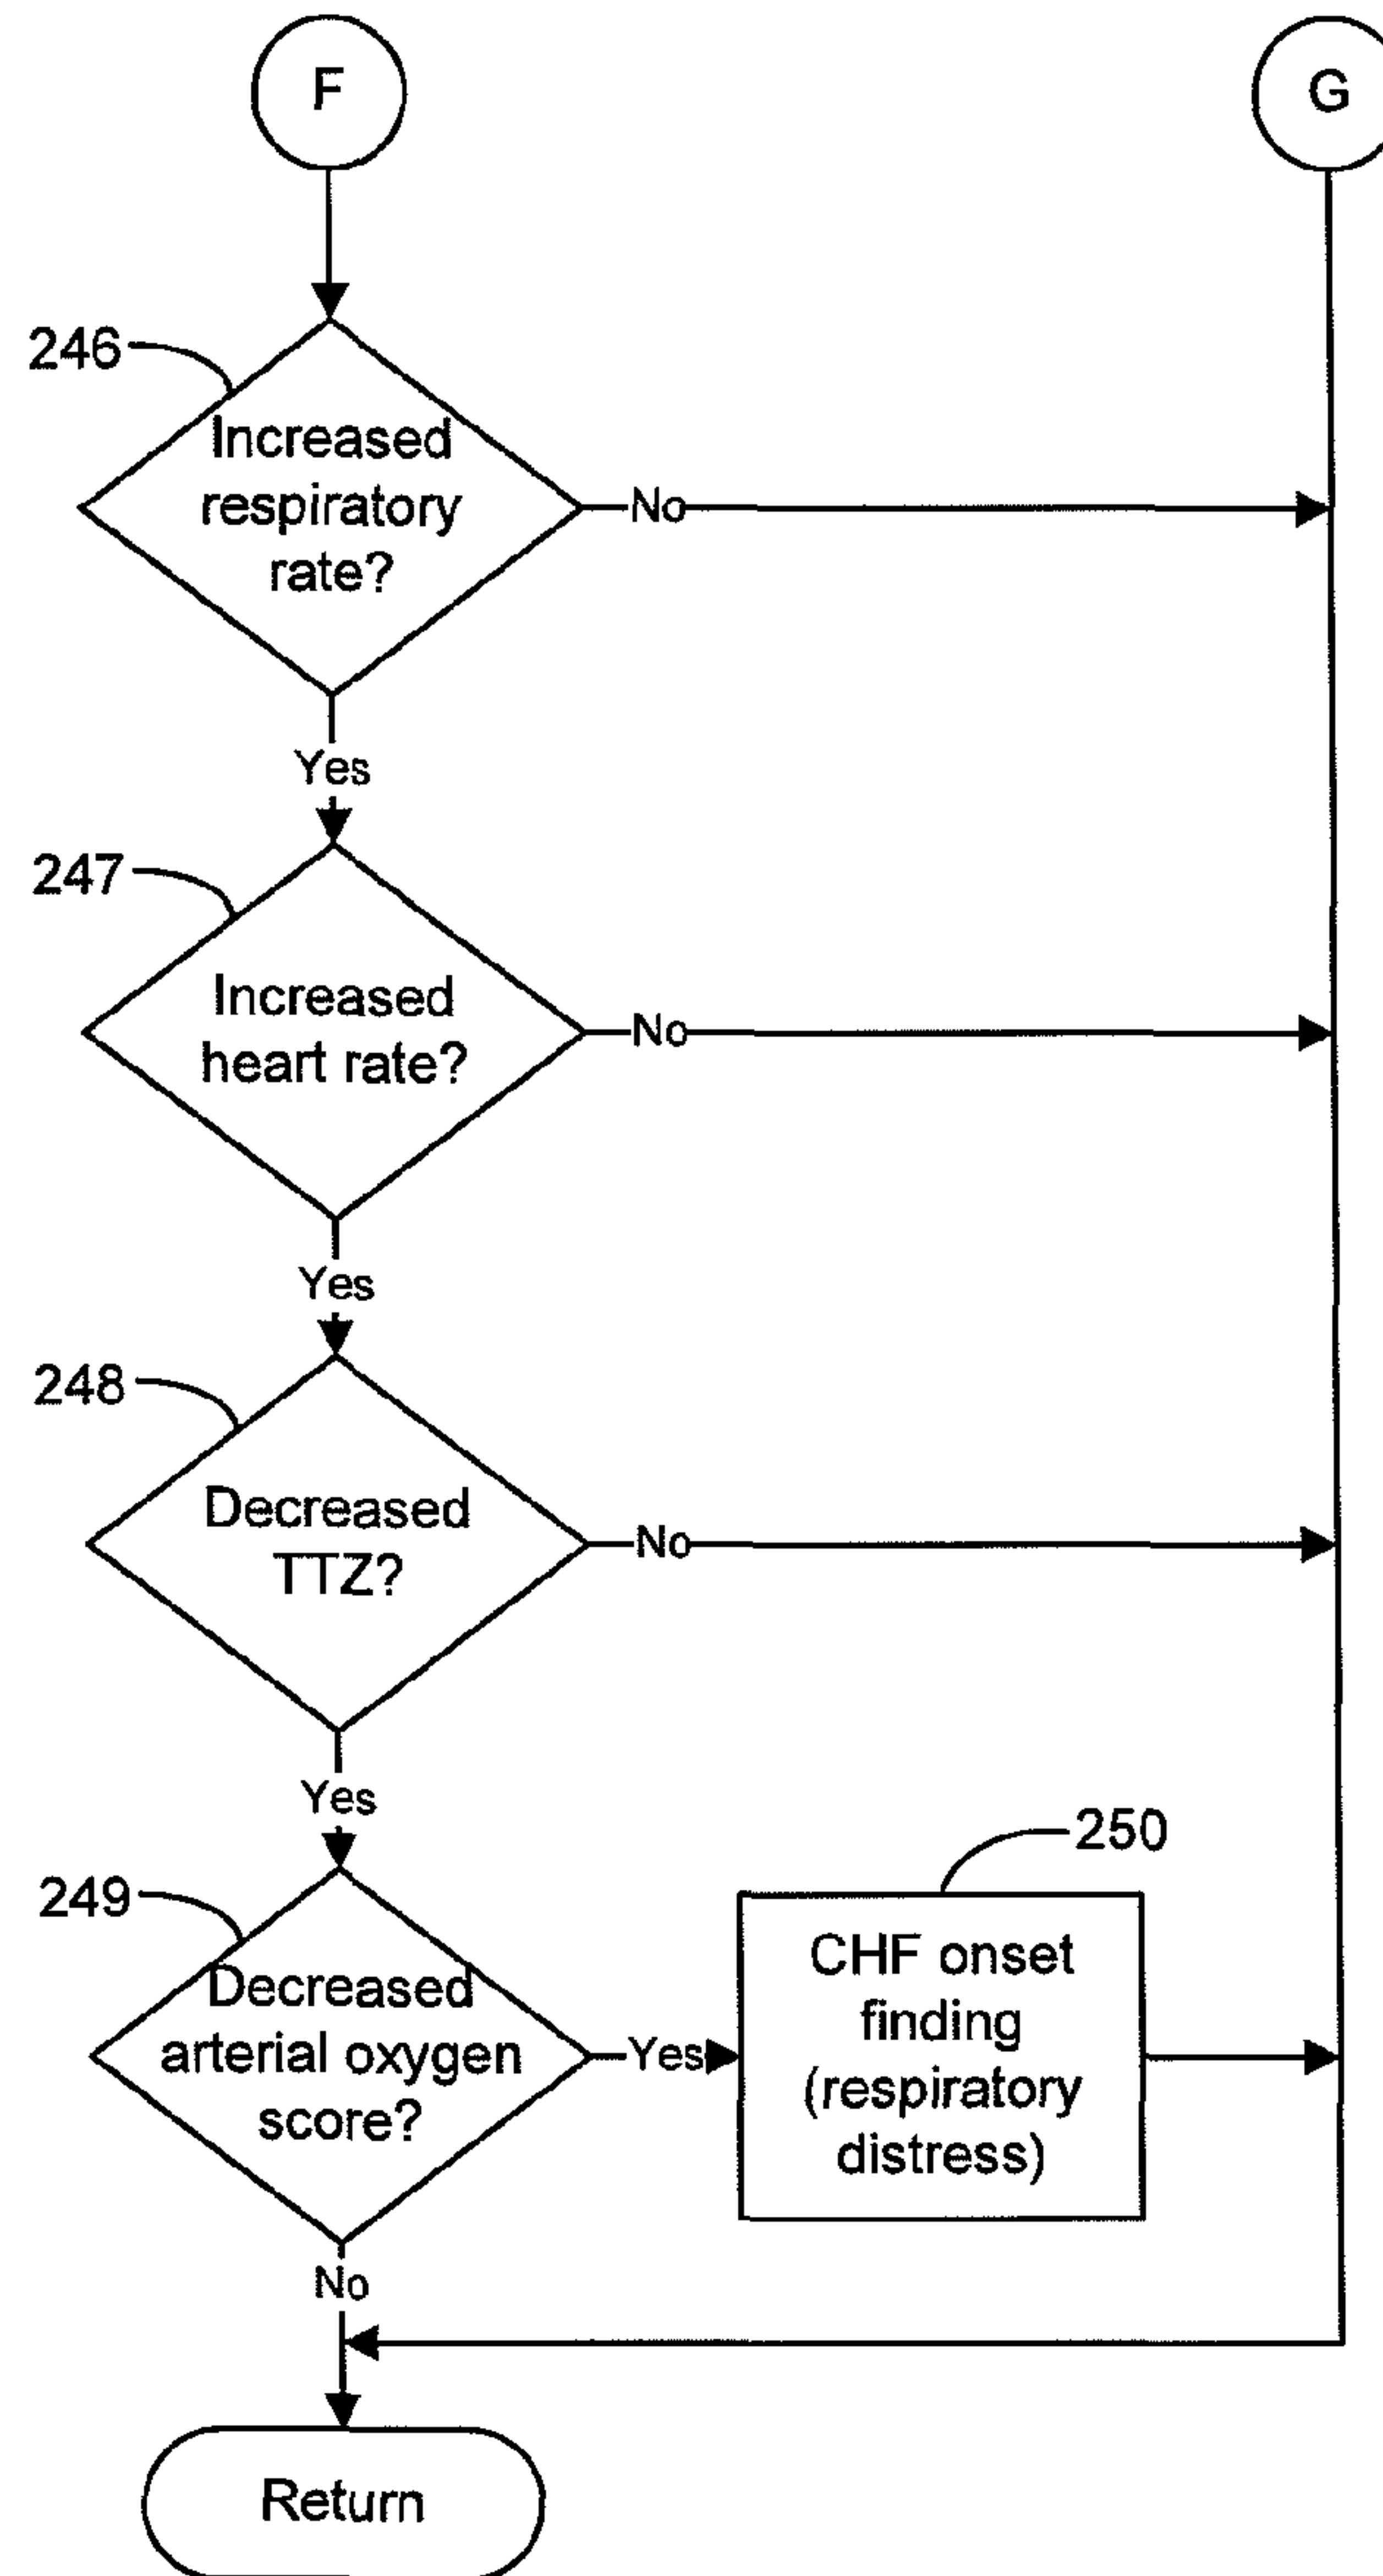 F
G
246
Increased
respiratory
rate?
No
Yes
247
Increased
heart rate?
No
Yes
248
Decreased
TTZ?
No
Yes
249
Decreased
arterial oxygen
score?
Yes
250
CHF onset
finding
(respiratory
distress)
No
Return